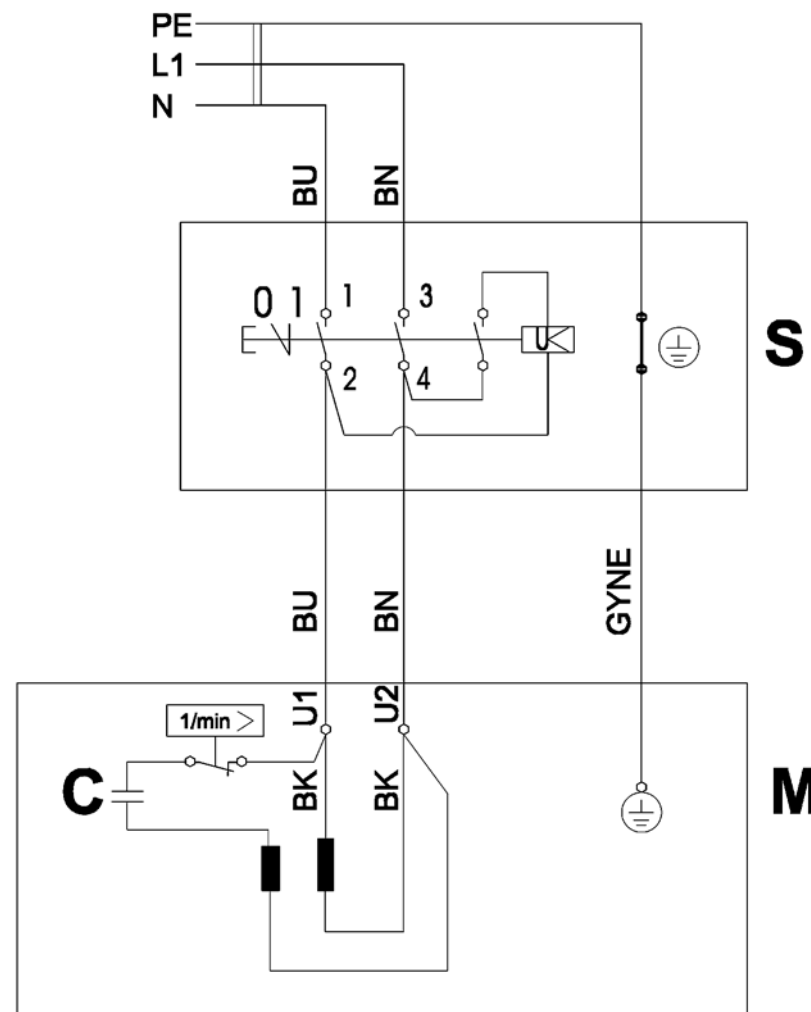 PE
L1
N
BU BN
0 1 1 3
U<
S
2 4
BU BN GYNE
U1 U2
1/min >
C BK BK M